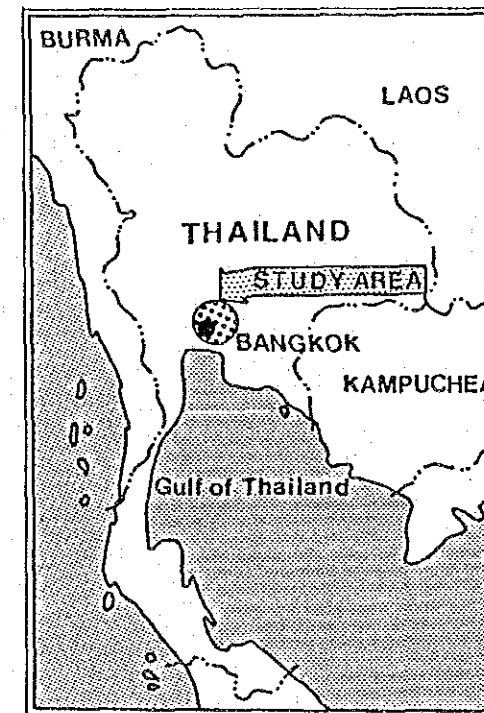 BURMA
LAOS
THAILAND
STUDY AREA
BANGKOK
KAMPUCHEA
Gulf of Thailand